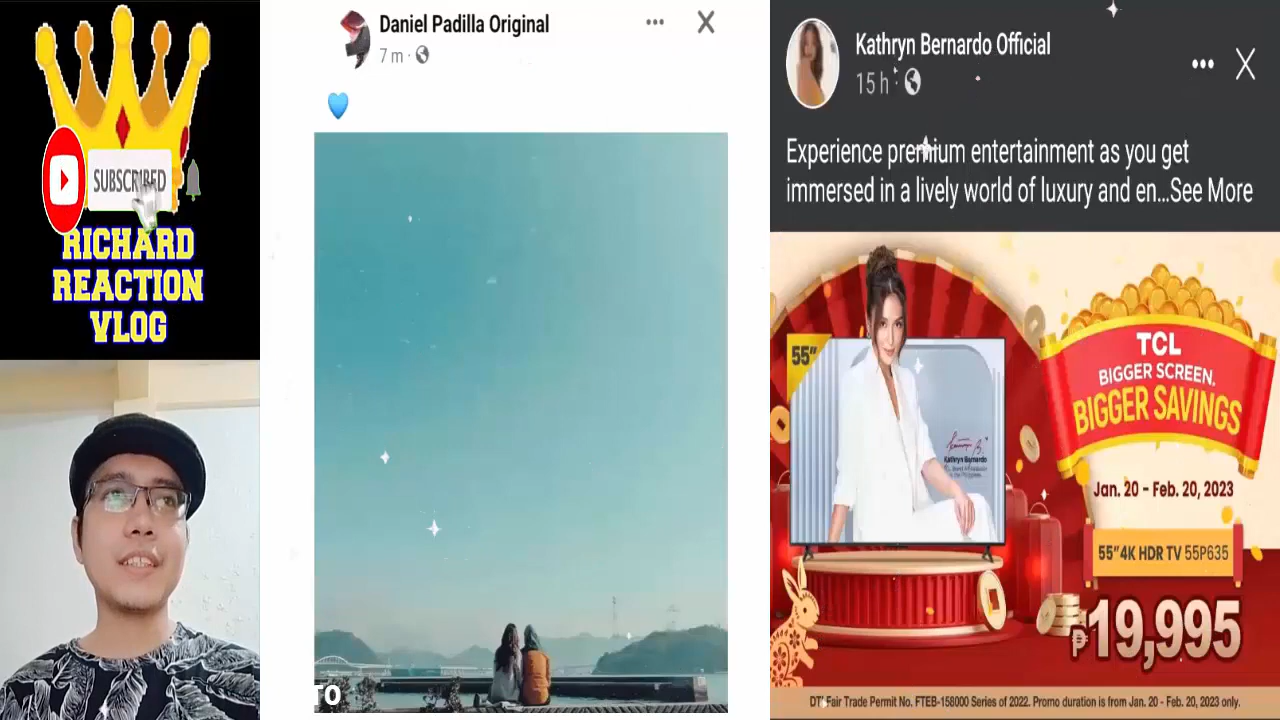 SUBSCRIBED
RICHARD
REACTION
VLOG
Daniel Padilla Original
7 m
TO
Kathryn Bernardo Official
15 h
Experience premium entertainment as you get
immersed in a lively world of luxury and en...See More
55"
Kathryn Bernardo
TCL
BIGGER SCREEN.
BIGGER SAVINGS
Jan. 20 - Feb. 20, 2023
55"4K HDR TV 55P635
₱19,995
DTI Fair Trade Permit No. FTEB-158000 Series of 2022. Promo duration is from Jan. 20 - Feb. 20, 2023 only.